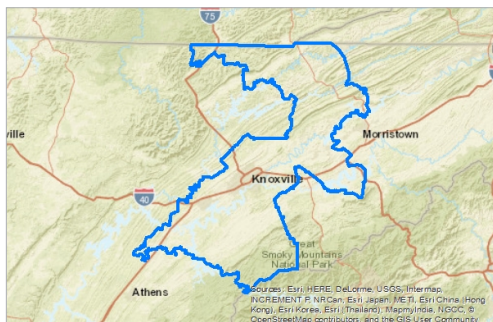 75
ville
Morristown
Knoxville
40
Great
Smoky Mountains
National Park
Athens
Sources: Esri, HERE, DeLorme, USGS, Intermap,
INCREMENT P, NRCan, Esri Japan, METI, Esri China (Hong
Kong), Esri Korea, Esri (Thailand), MapmyIndia, NGCC, ©
OpenStreetMap contributors, and the GIS User Community